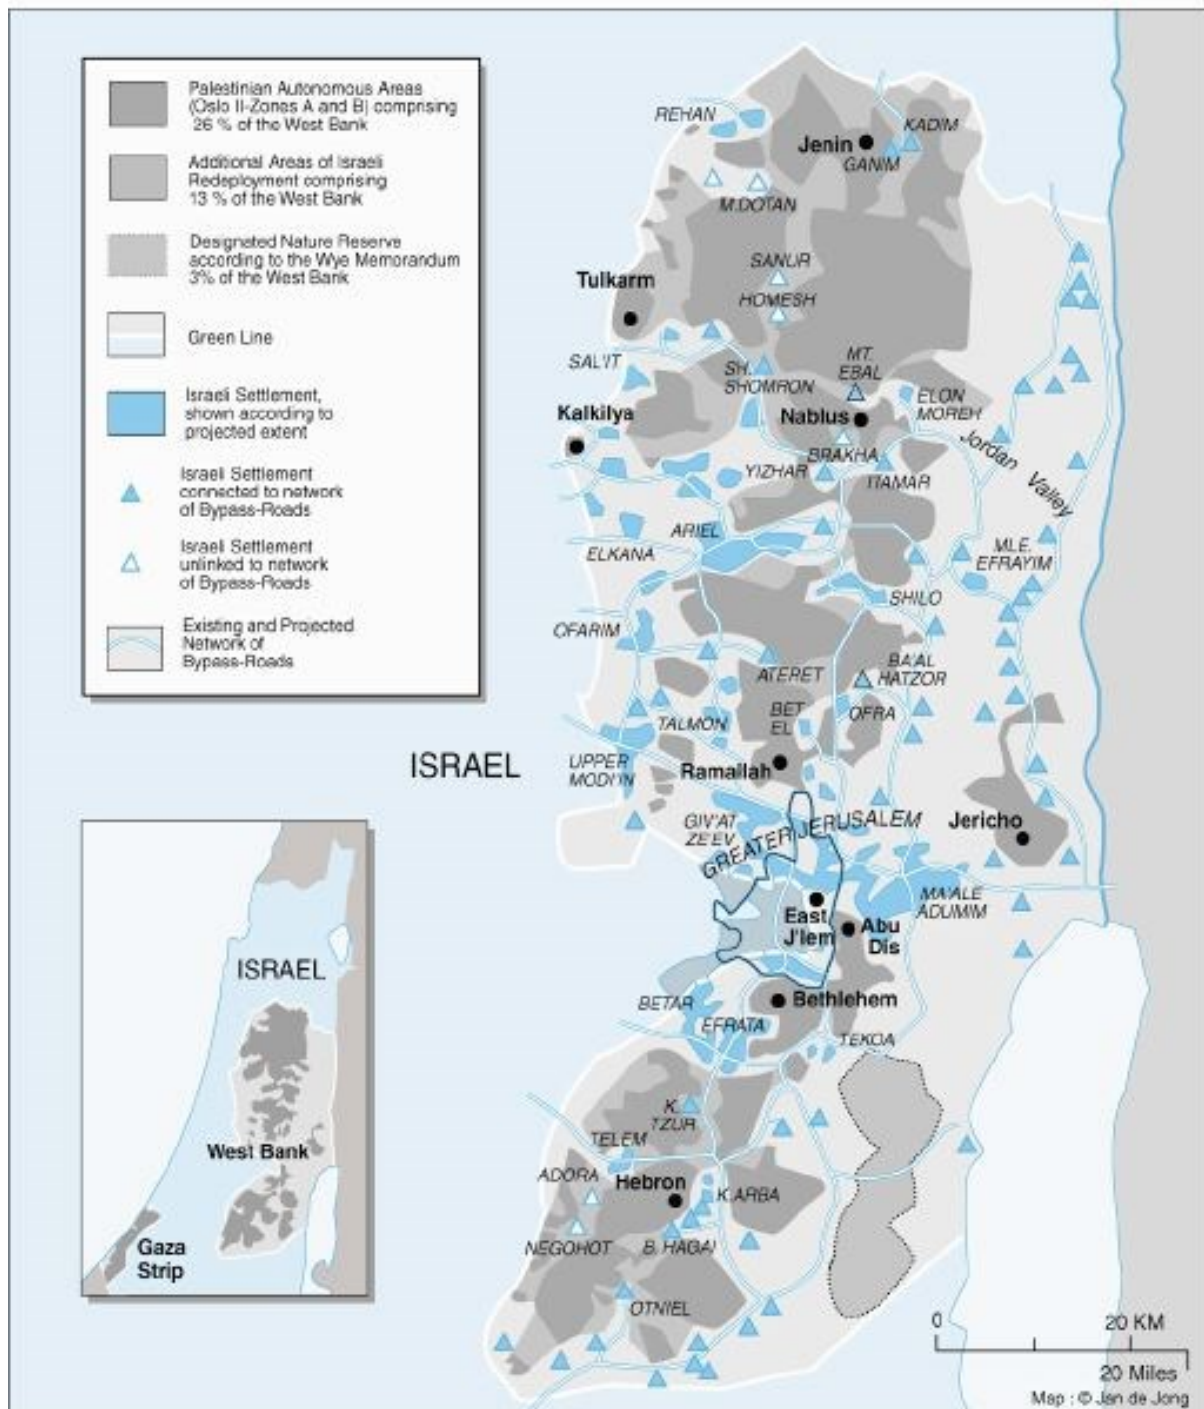 Palestinian Autonomous Areas
(Oslo II-Zones A and B) comprising
26 % of the West Bank
Additional Areas of Israeli
Redeployment comprising
13 % of the West Bank
Designated Nature Reserve
according to the Wye Memorandum
3% of the West Bank
Green Line
Israeli Settlement,
shown according to
projected extent
Israeli Settlement
connected to network
of Bypass-Roads
Israeli Settlement
unlinked to network
of Bypass-Roads
Existing and Projected
Network of
Bypass-Roads
REHAN
KADIM
Jenin
GANIM
M.DOTAN
SANUR
Tulkarm
HOMESH
SAL'IT
SH.
SHOMRON
MT.
EBAL
ELON
MOREH
Kalkilya
Nablus
BRAKHA
YIZHAR
ITAMAR
Jordan
Valley
ARIEL
ELKANA
MLE.
EFRAYIM
SHILO
OFARIM
ATERET
BA'AL
HATZOR
BET
EL
OFRA
TALMON
ISRAEL
UPPER
MODI'IN
Ramallah
GIV'AT
ZE'EV
GREATER JERUSALEM
Jericho
MA'ALE
ADUMIM
East
J'lem
Abu
Dis
BETAR
Bethlehem
EFRATA
TEKOA
K.
TZUR
TELEM
ADORA
Hebron
K.ARBA
NEGOHOT
B.HAGAI
OTNIEL
ISRAEL
West Bank
Gaza
Strip
0
20 KM
20 Miles
Map : © Jan de Jong